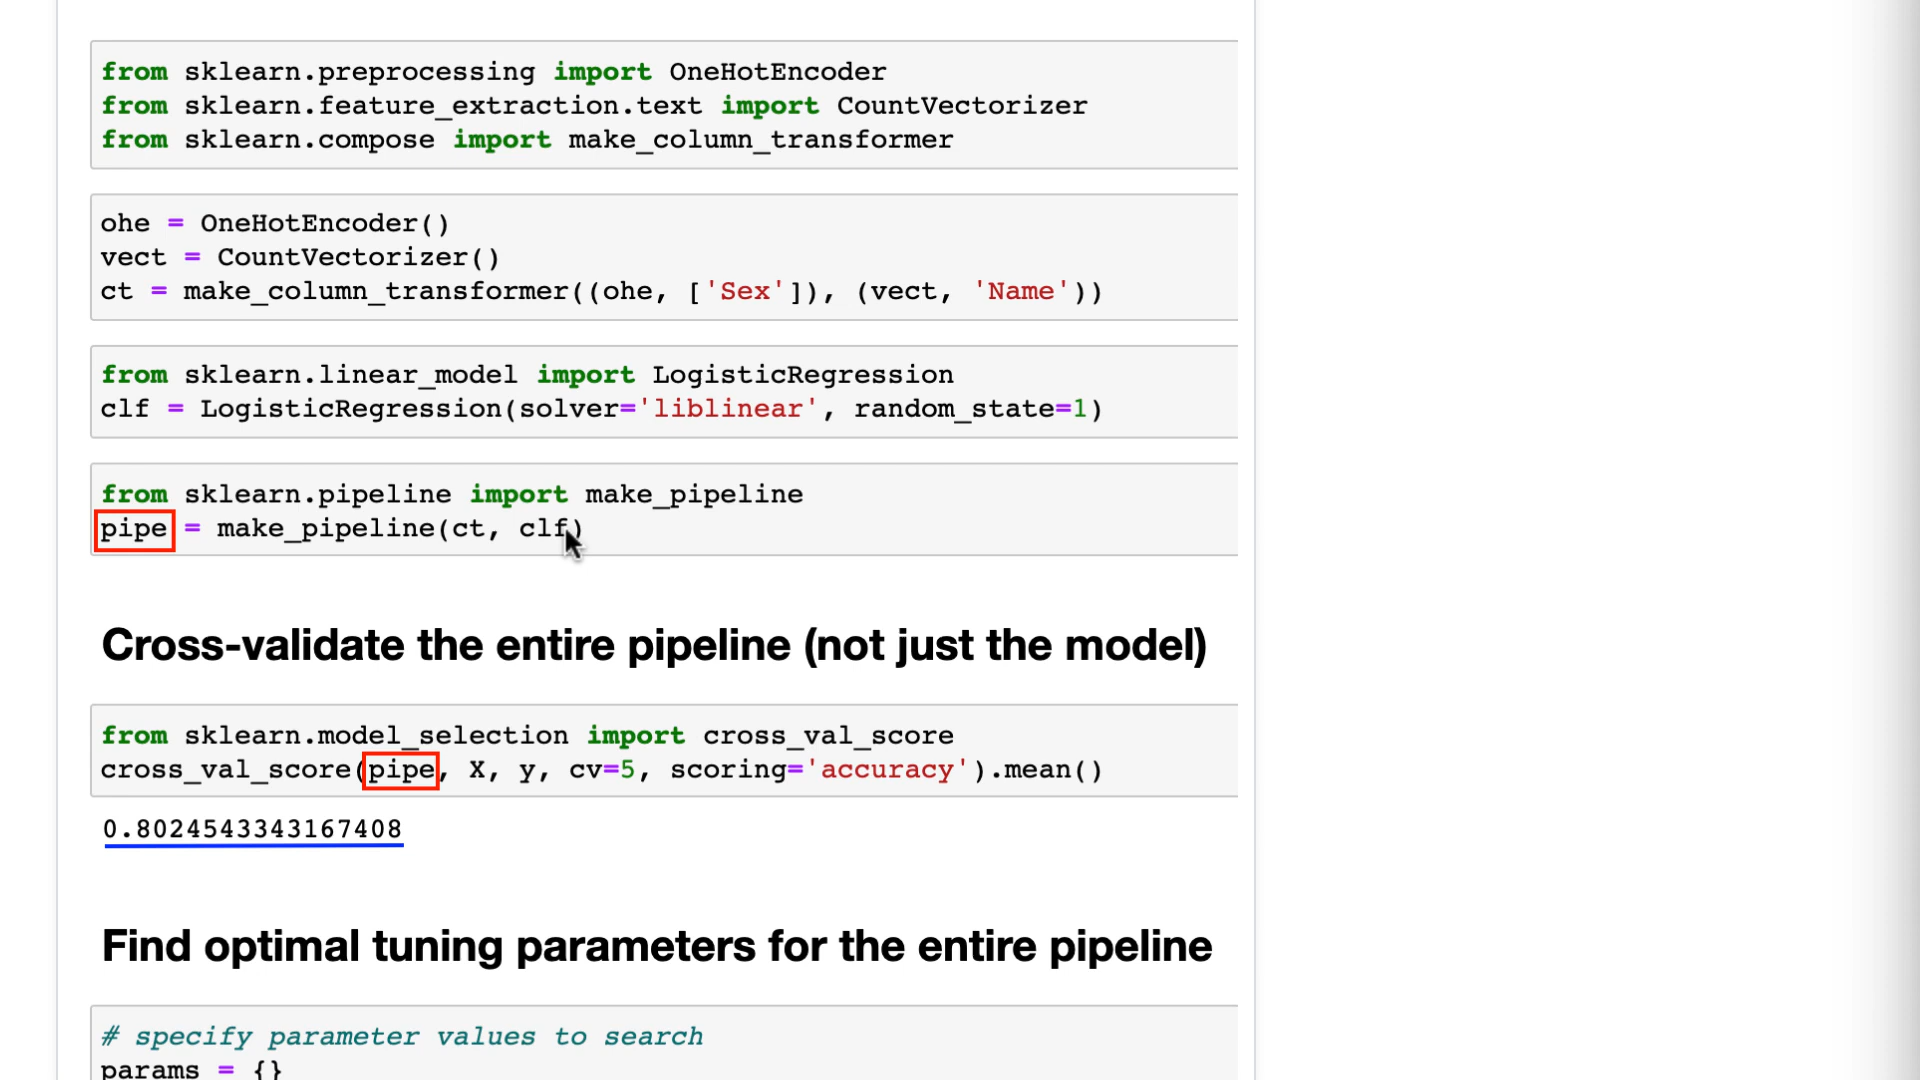 from sklearn.preprocessing import OneHotEncoder
from sklearn.feature_extraction.text import CountVectorizer
from sklearn.compose import make_column_transformer
ohe = OneHotEncoder()
vect = CountVectorizer()
ct = make_column_transformer((ohe, ['Sex']), (vect, 'Name'))
from sklearn.linear_model import LogisticRegression
clf = LogisticRegression(solver='liblinear', random_state=1)
from sklearn.pipeline import make_pipeline
pipe = make_pipeline(ct, clf)
Cross-validate the entire pipeline (not just the model)
from sklearn.model_selection import cross_val_score
cross_val_score(pipe, X, y, cv=5, scoring='accuracy').mean()
0.8024543343167408
Find optimal tuning parameters for the entire pipeline
# specify parameter values to search
params = {}